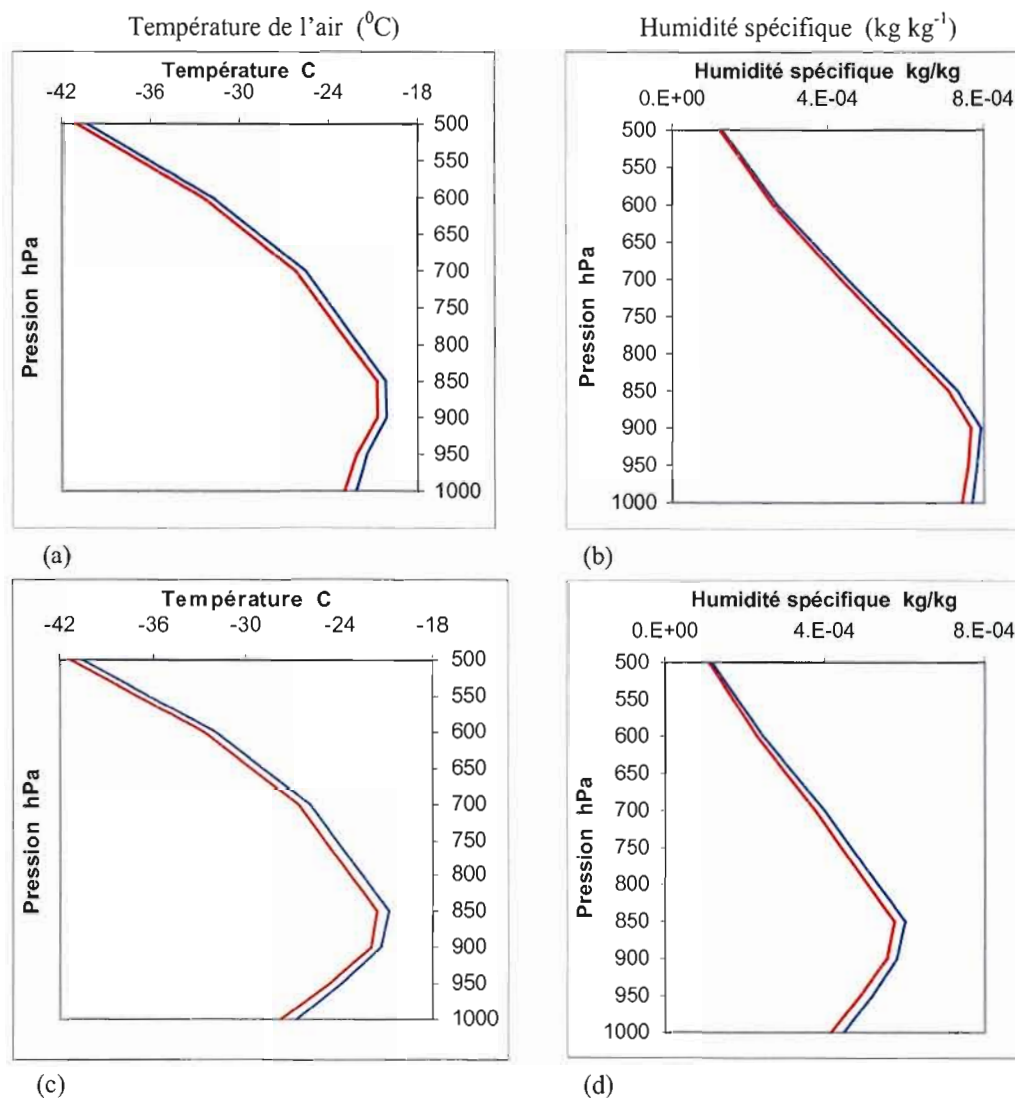 Température de l'air (⁰C)
Humidité spécifique (kg kg⁻¹)
Température C
-42 -36 -30 -24 -18
500
550
600
650
700
750
800
850
900
950
1000
Pression hPa
(a)
Humidité spécifique kg/kg
0.E+00 4.E-04 8.E-04
500
550
600
650
700
750
800
850
900
950
1000
Pression hPa
(b)
Température C
-42 -36 -30 -24 -18
500
550
600
650
700
750
800
850
900
950
1000
Pression hPa
(c)
Humidité spécifique kg/kg
0.E+00 4.E-04 8.E-04
500
550
600
650
700
750
800
850
900
950
1000
Pression hPa
(d)